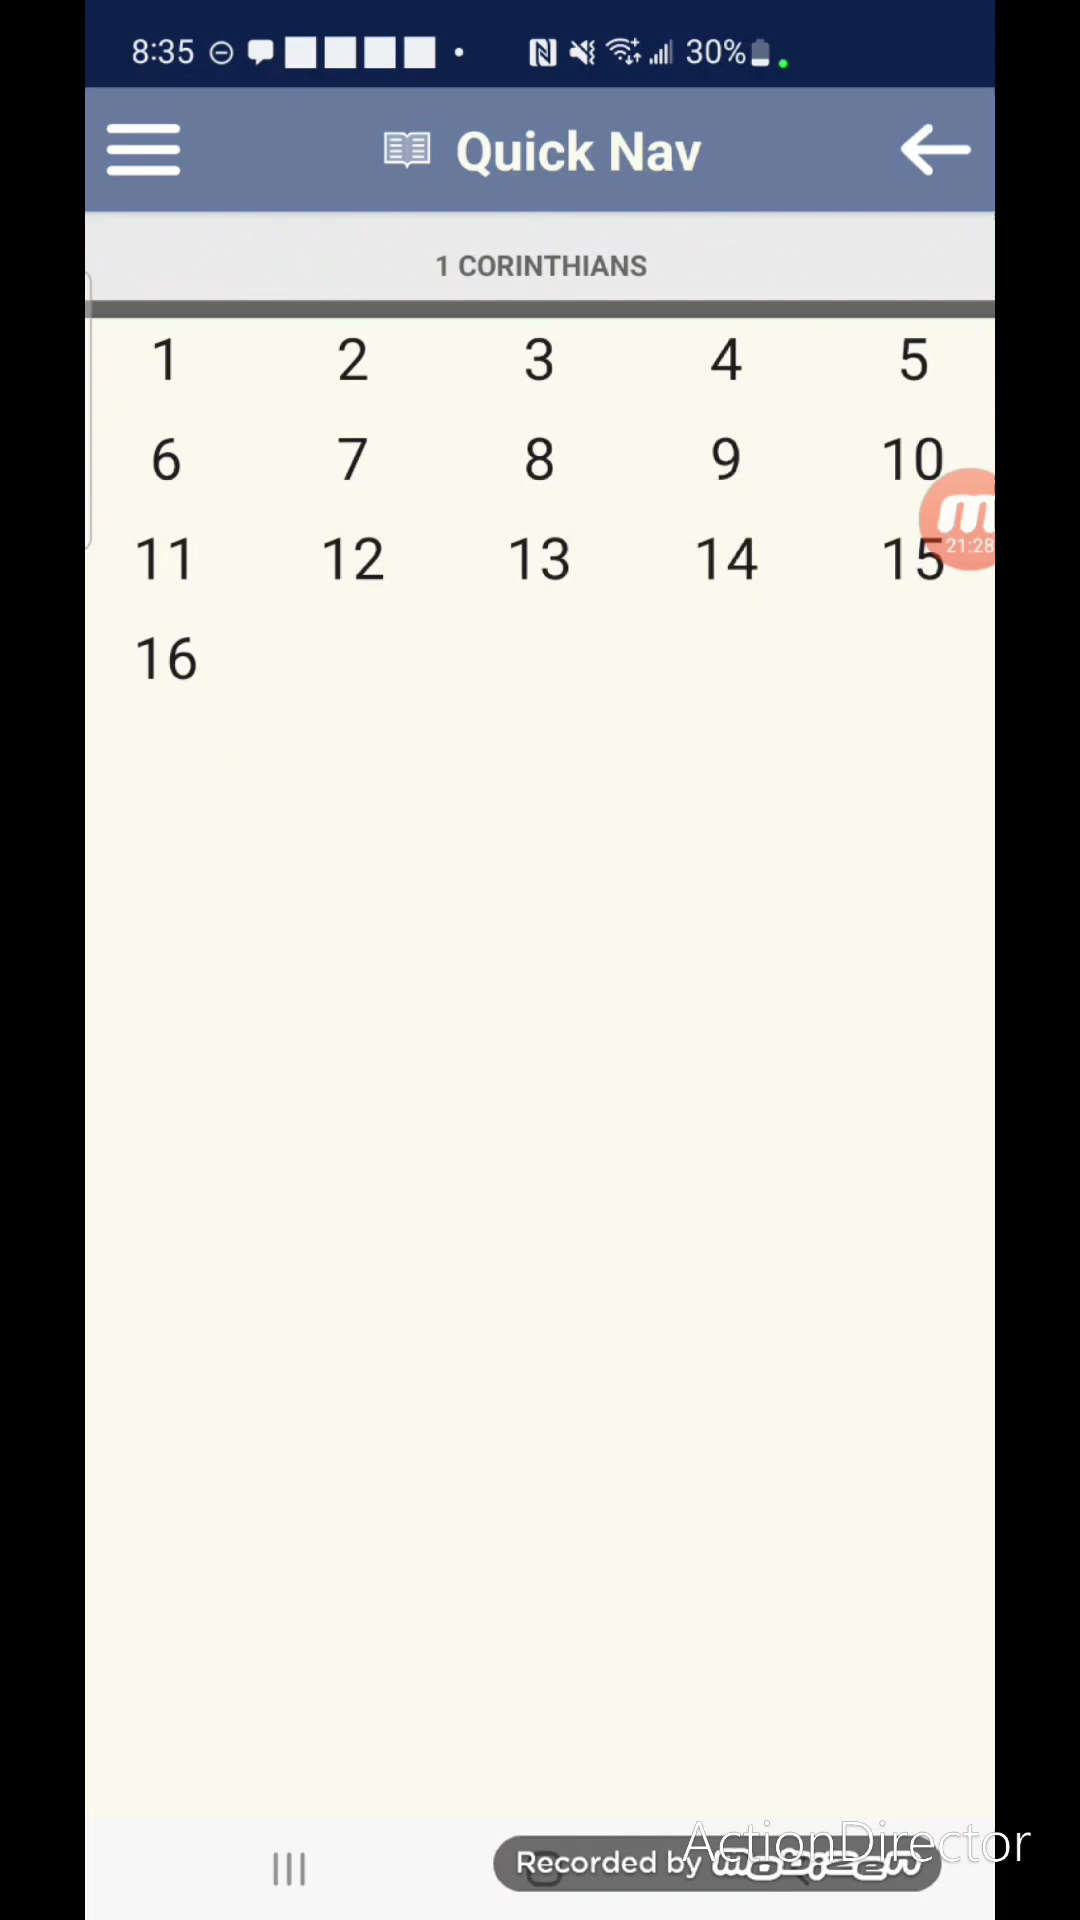 8:35 30%
Quick Nav
1 CORINTHIANS
1 2 3 4 5
6 7 8 9 10
11 12 13 14 15
16
m
21:28
ActionDirector
Recorded by MOBIZEN